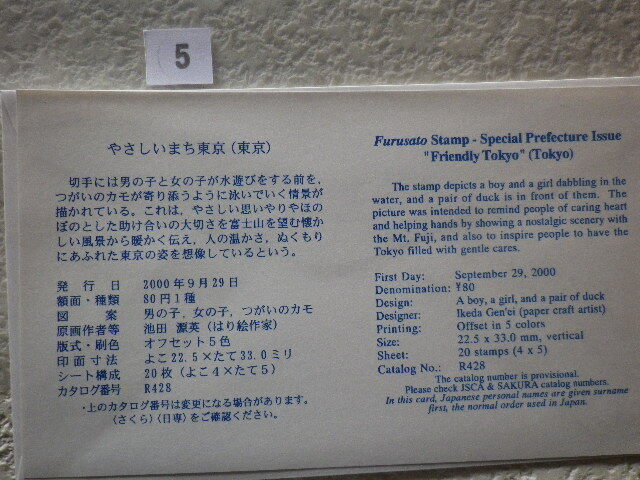 5
やさしいまち東京(東京)
切手には男の子と女の子が水遊びをする前を、
つがいのカモが寄り添うように泳いでいく情景が
描かれている。これは、やさしい思いやりやほの
ぼのとした助け合いの大切さを富士山を望む懐か
しい風景から暖かく伝え、人の温かさ、ぬくもり
にあふれた東京の姿を想像しているという。
発行日 2000年9月29日
額面・種類 80円1種
図案 男の子，女の子，つがいのカモ
原画作者等 池田 源英(はり絵作家)
版式・刷色 オフセット5色
印面寸法 よこ22.5×たて33.0ミリ
シート構成 20枚(よこ4×たて5)
カタログ番号 R428
・上のカタログ番号は変更になる場合があります。
(さくら)(日専)をご確認ください。
Furusato Stamp - Special Prefecture Issue
"Friendly Tokyo" (Tokyo)
The stamp depicts a boy and a girl dabbling in the
water, and a pair of duck is in front of them. The
picture was intended to remind people of caring heart
and helping hands by showing a nostalgic scenery with
the Mt. Fuji, and also to inspire people to have the
Tokyo filled with gentle cares.
First Day: September 29, 2000
Denomination: ¥80
Design: A boy, a girl, and a pair of duck
Designer: Ikeda Gen'ei (paper craft artist)
Printing: Offset in 5 colors
Size: 22.5 x 33.0 mm, vertical
Sheet: 20 stamps (4 x 5)
Catalog No.: R428
The catalog number is provisional.
Please check JSCA & SAKURA catalog numbers.
In this card, Japanese personal names are given surname
first, the normal order used in Japan.